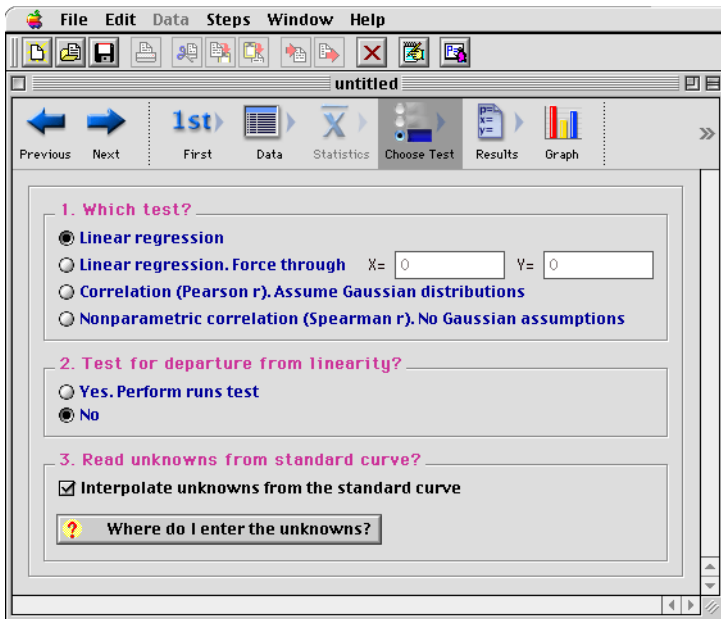 File Edit Data Steps Window Help
untitled
1st
p=
x=
y=
Previous Next First Data Statistics Choose Test Results Graph
1. Which test?
Linear regression
Linear regression. Force through X= 0 Y= 0
Correlation (Pearson r). Assume Gaussian distributions
Nonparametric correlation (Spearman r). No Gaussian assumptions
2. Test for departure from linearity?
Yes. Perform runs test
No
3. Read unknowns from standard curve?
Interpolate unknowns from the standard curve
? Where do I enter the unknowns?